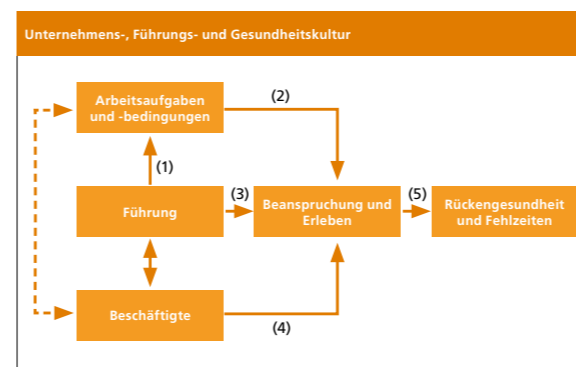 Unternehmens-, Führungs- und Gesundheitskultur
Arbeitsaufgaben
und -bedingungen
(2)
(1)
Führung
(3)
Beanspruchung und
Erleben
(5)
Rückengesundheit
und Fehlzeiten
Beschäftigte
(4)